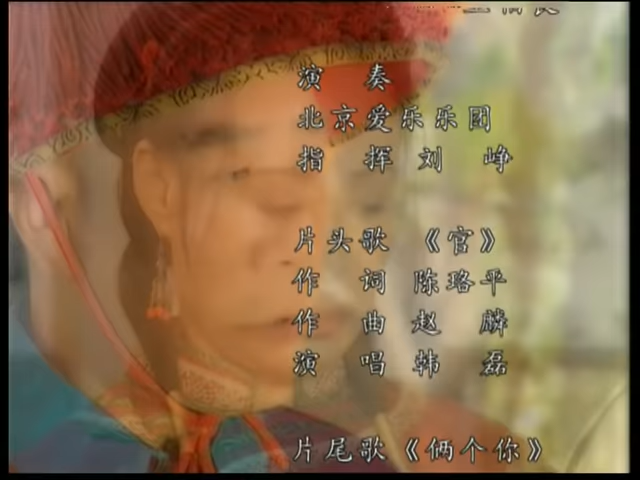 演 奏
北京爱乐乐团
指 挥 刘 峥
片头歌 《官》
作 词 陈珞平
作 曲 赵 麟
演 唱 韩 磊
片尾歌《俩个你》